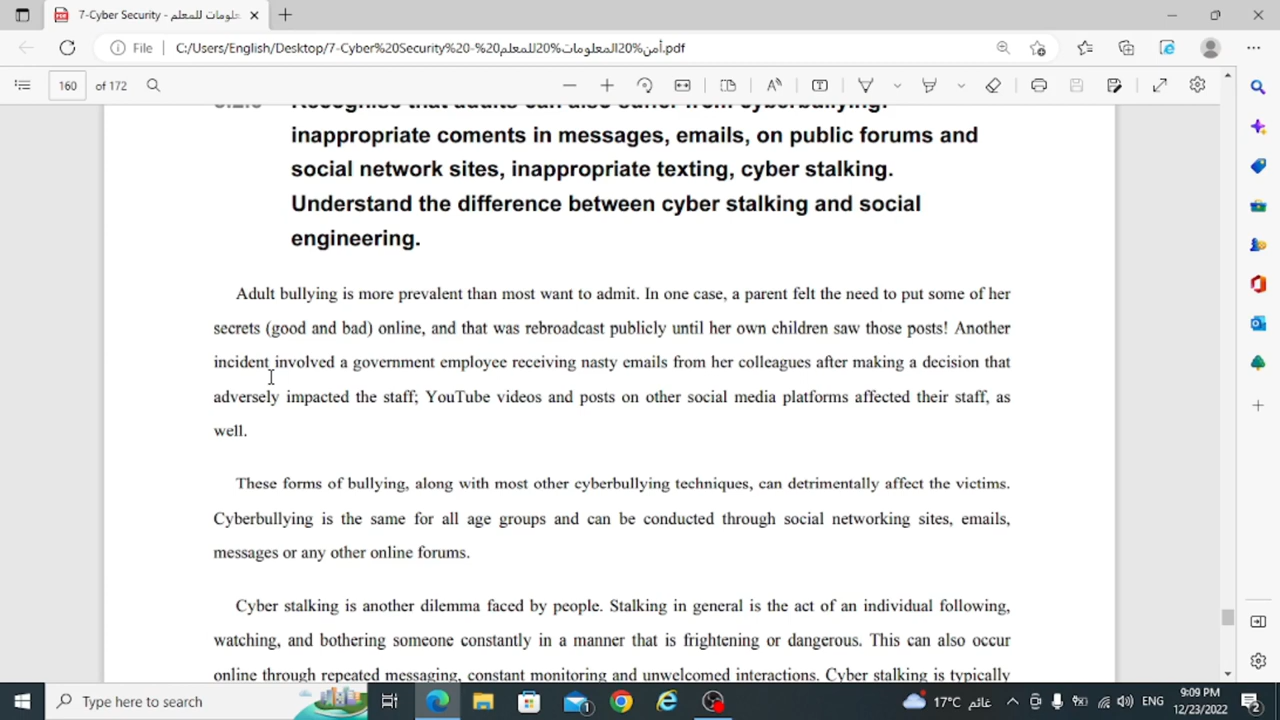 7-Cyber Security - لومات للمعلم
File
C:/Users/English/Desktop/7-Cyber%20Security%20-%20أمن%20المعلومات%20للمعلم.pdf
160 of 172
Recognise that adults can also suffer from cyberbullying:
inappropriate coments in messages, emails, on public forums and
social network sites, inappropriate texting, cyber stalking.
Understand the difference between cyber stalking and social
engineering.
Adult bullying is more prevalent than most want to admit. In one case, a parent felt the need to put some of her
secrets (good and bad) online, and that was rebroadcast publicly until her own children saw those posts! Another
incident involved a government employee receiving nasty emails from her colleagues after making a decision that
adversely impacted the staff; YouTube videos and posts on other social media platforms affected their staff, as
well.
These forms of bullying, along with most other cyberbullying techniques, can detrimentally affect the victims.
Cyberbullying is the same for all age groups and can be conducted through social networking sites, emails,
messages or any other online forums.
Cyber stalking is another dilemma faced by people. Stalking in general is the act of an individual following,
watching, and bothering someone constantly in a manner that is frightening or dangerous. This can also occur
online through repeated messaging, constant monitoring and unwelcomed interactions. Cyber stalking is typically
Type here to search
1
17°C غائم
ENG
9:09 PM
12/23/2022
2